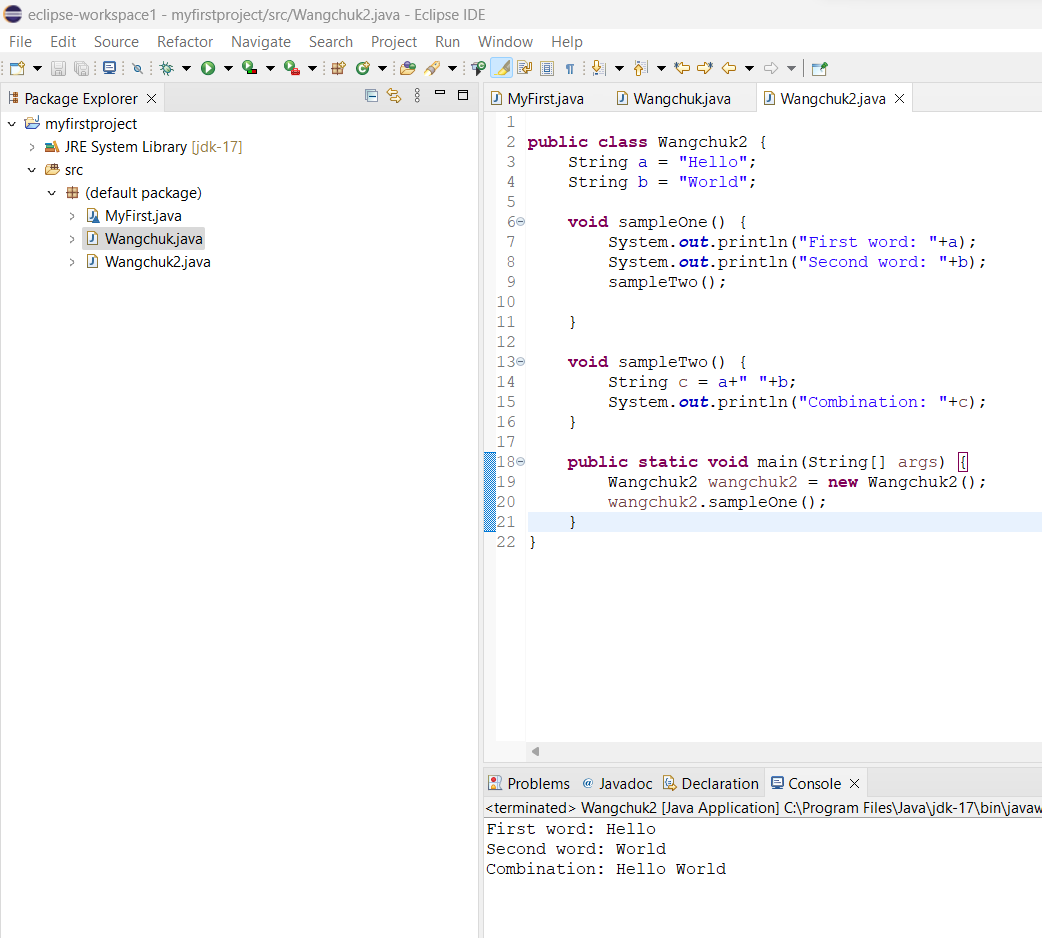 eclipse-workspace1 - myfirstproject/src/Wangchuk2.java - Eclipse IDE
File Edit Source Refactor Navigate Search Project Run Window Help
Package Explorer
myfirstproject
JRE System Library [jdk-17]
src
(default package)
MyFirst.java
Wangchuk.java
Wangchuk2.java
MyFirst.java Wangchuk.java Wangchuk2.java
1
2 public class Wangchuk2 {
3     String a = "Hello";
4     String b = "World";
5
6     void sampleOne() {
7         System.out.println("First word: "+a);
8         System.out.println("Second word: "+b);
9         sampleTwo();
10
11     }
12
13     void sampleTwo() {
14         String c = a+" "+b;
15         System.out.println("Combination: "+c);
16     }
17
18     public static void main(String[] args) {
19         Wangchuk2 wangchuk2 = new Wangchuk2();
20         wangchuk2.sampleOne();
21     }
22 }
Problems @ Javadoc Declaration Console
<terminated> Wangchuk2 [Java Application] C:\Program Files\Java\jdk-17\bin\javaw
First word: Hello
Second word: World
Combination: Hello World